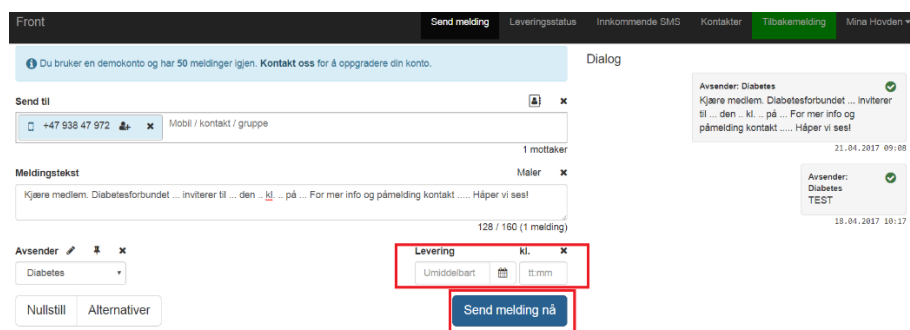 Front
Send melding Leveringsstatus Innkommende SMS Kontakter Tilbakemelding Mina Hovden
Du bruker en demokonto og har 50 meldinger igjen. Kontakt oss for å oppgradere din konto.
Send til
+47 938 47 972 Mobil / kontakt / gruppe
1 mottaker
Meldingstekst Maler
Kjære medlem. Diabetesforbundet ... inviterer til ... den .. kl. .. på ... For mer info og påmelding kontakt ..... Håper vi ses!
128 / 160 (1 melding)
Avsender Levering kl.
Diabetes Umiddelbart tt:mm
Nullstill Alternativer Send melding nå
Dialog
Avsender: Diabetes
Kjære medlem. Diabetesforbundet ... inviterer
til ... den .. kl. .. på ... For mer info og
påmelding kontakt ..... Håper vi ses!
21.04.2017 09:08
Avsender:
Diabetes
TEST
18.04.2017 10:17